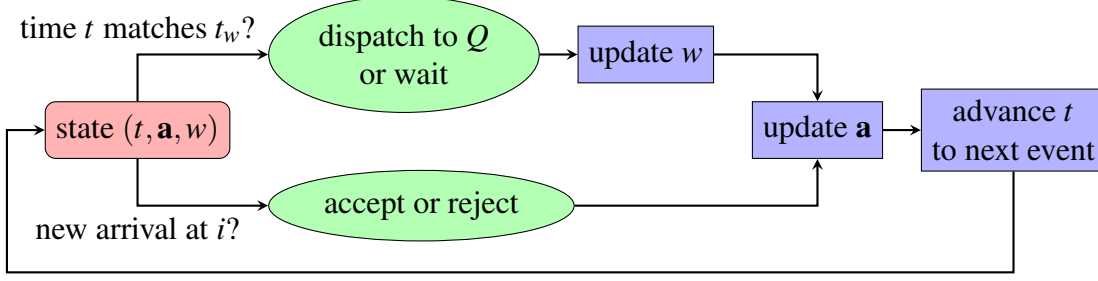 time t matches t_w?
dispatch to Q
or wait
update w
state (t, a, w)
update a
advance t
to next event
accept or reject
new arrival at i?